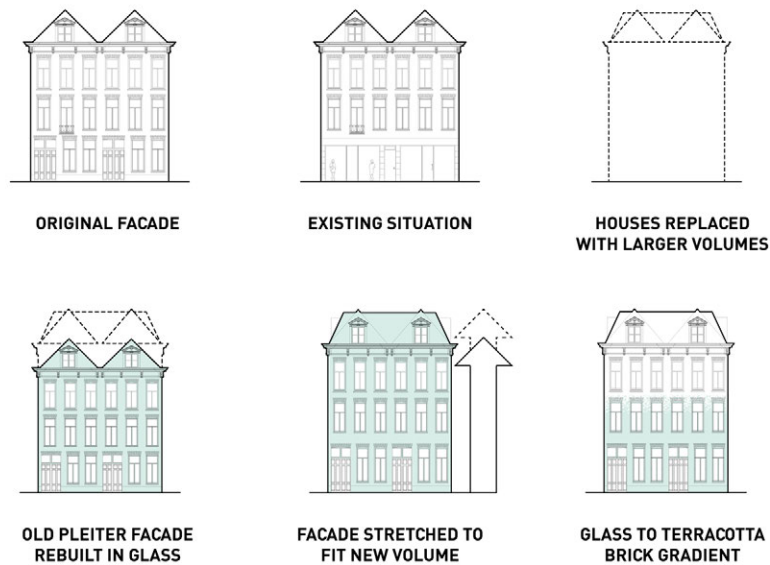 ORIGINAL FACADE
EXISTING SITUATION
HOUSES REPLACED
WITH LARGER VOLUMES
OLD PLEITER FACADE
REBUILT IN GLASS
FACADE STRETCHED TO
FIT NEW VOLUME
GLASS TO TERRACOTTA
BRICK GRADIENT